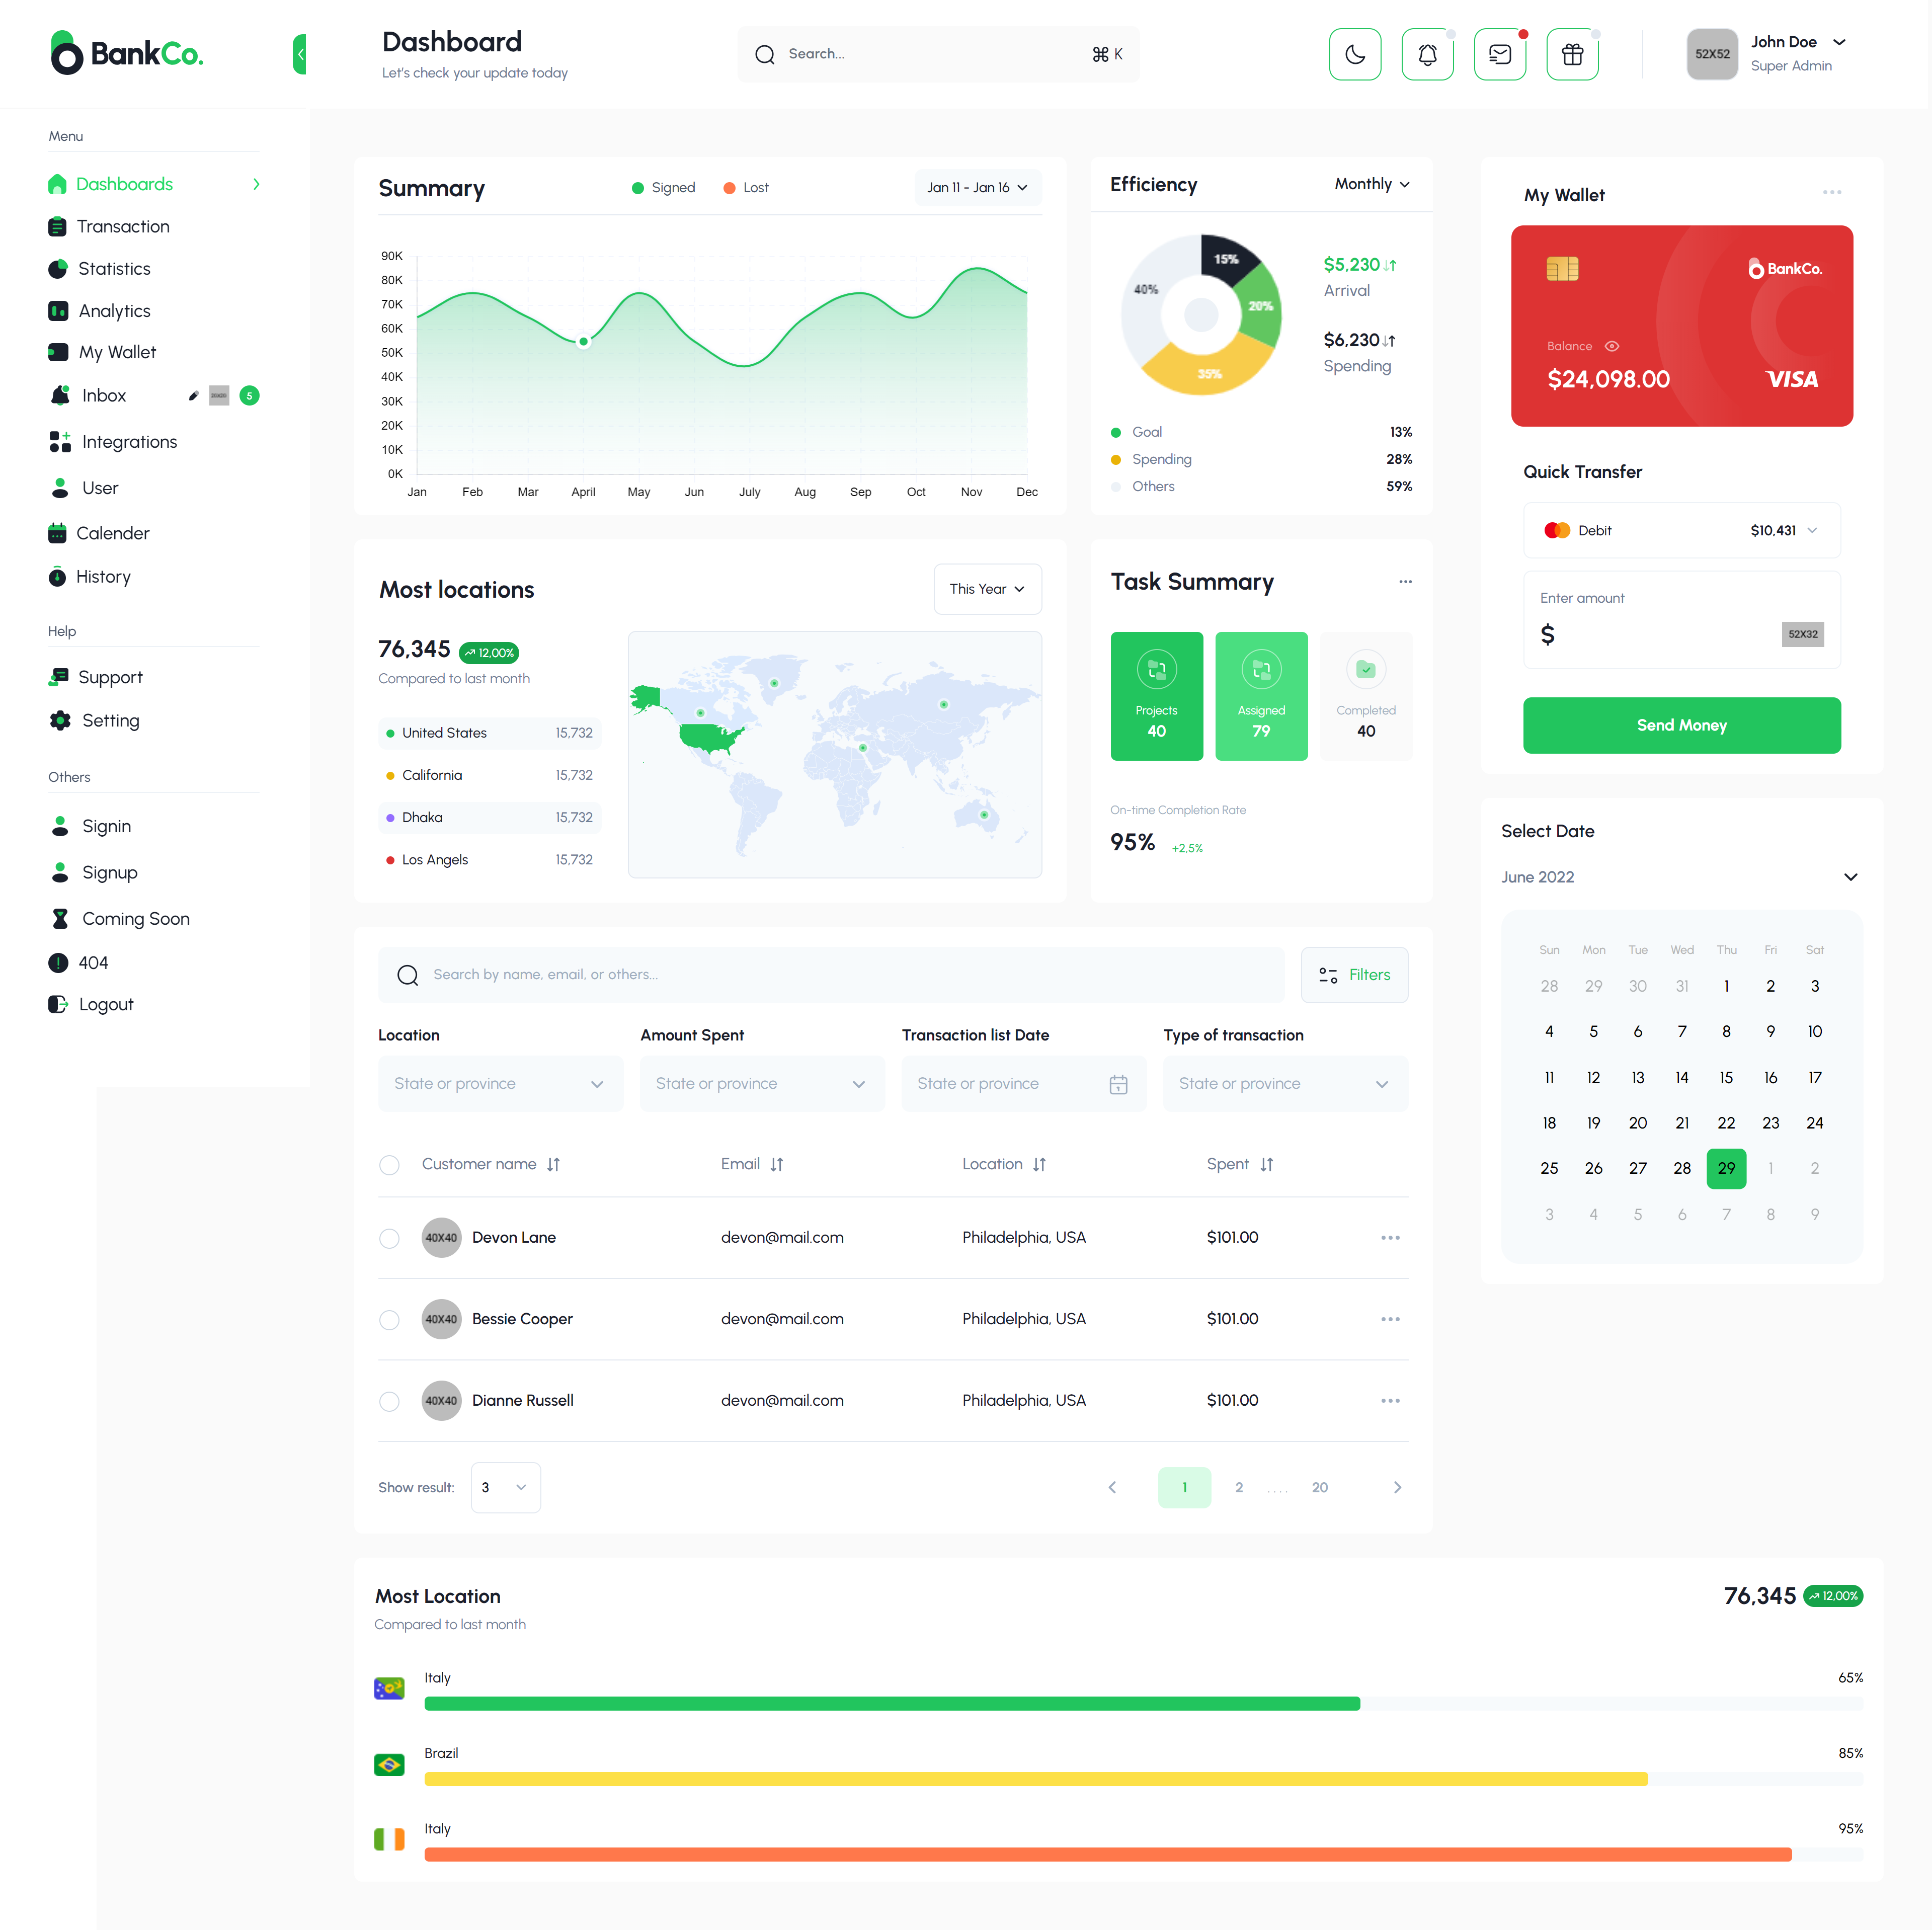 BankCo.
Dashboard
Let's check your update today
Search...
⌘ K
52X52
John Doe
Super Admin
Menu
Dashboards
Transaction
Statistics
Analytics
My Wallet
Inbox
5
Integrations
User
Calender
History
Help
Support
Setting
Others
Signin
Signup
Coming Soon
404
Logout
Summary
Signed
Lost
Jan 11 - Jan 16
90K
80K
70K
60K
50K
40K
30K
20K
10K
0K
Jan Feb Mar April May Jun July Aug Sep Oct Nov Dec
Efficiency
Monthly
15%
20%
35%
40%
$5,230
Arrival
$6,230
Spending
Goal 13%
Spending 28%
Others 59%
My Wallet
BankCo.
Balance
$24,098.00
VISA
Quick Transfer
Debit $10,431
Enter amount
$
52X32
Send Money
Most locations
This Year
76,345 12,00%
Compared to last month
United States 15,732
California 15,732
Dhaka 15,732
Los Angels 15,732
Task Summary
Projects
40
Assigned
79
Completed
40
On-time Completion Rate
95% +2.5%
Select Date
June 2022
Sun Mon Tue Wed Thu Fri Sat
28 29 30 31 1 2 3
4 5 6 7 8 9 10
11 12 13 14 15 16 17
18 19 20 21 22 23 24
25 26 27 28 29 1 2
3 4 5 6 7 8 9
Search by name, email, or others...
Filters
Location Amount Spent Transaction list Date Type of transaction
State or province State or province State or province State or province
Customer name Email Location Spent
40X40 Devon Lane devon@mail.com Philadelphia, USA $101.00
40X40 Bessie Cooper devon@mail.com Philadelphia, USA $101.00
40X40 Dianne Russell devon@mail.com Philadelphia, USA $101.00
Show result: 3
1 2 .... 20
Most Location
76,345 12,00%
Compared to last month
Italy 65%
Brazil 85%
Italy 95%